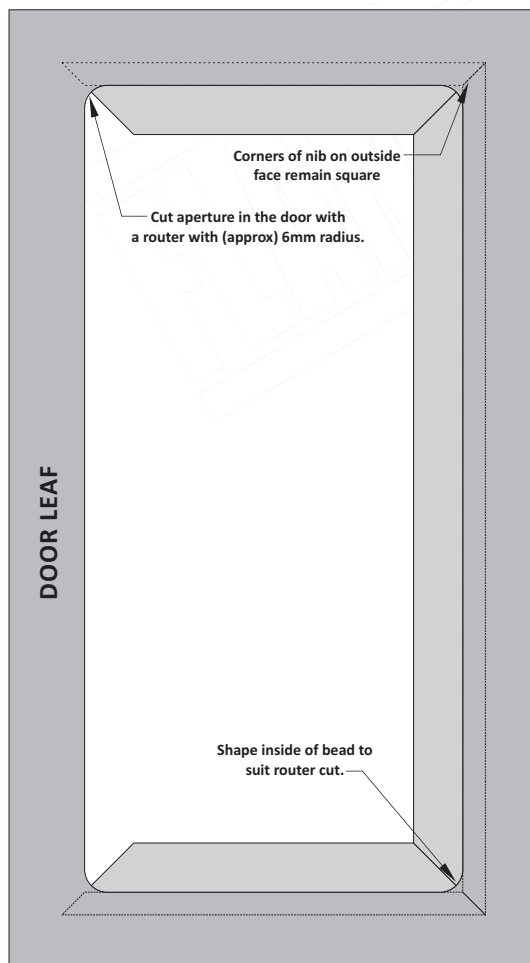 Corners of nib on outside
face remain square
Cut aperture in the door with
a router with (approx) 6mm radius.
DOOR LEAF
Shape inside of bead to
suit router cut.